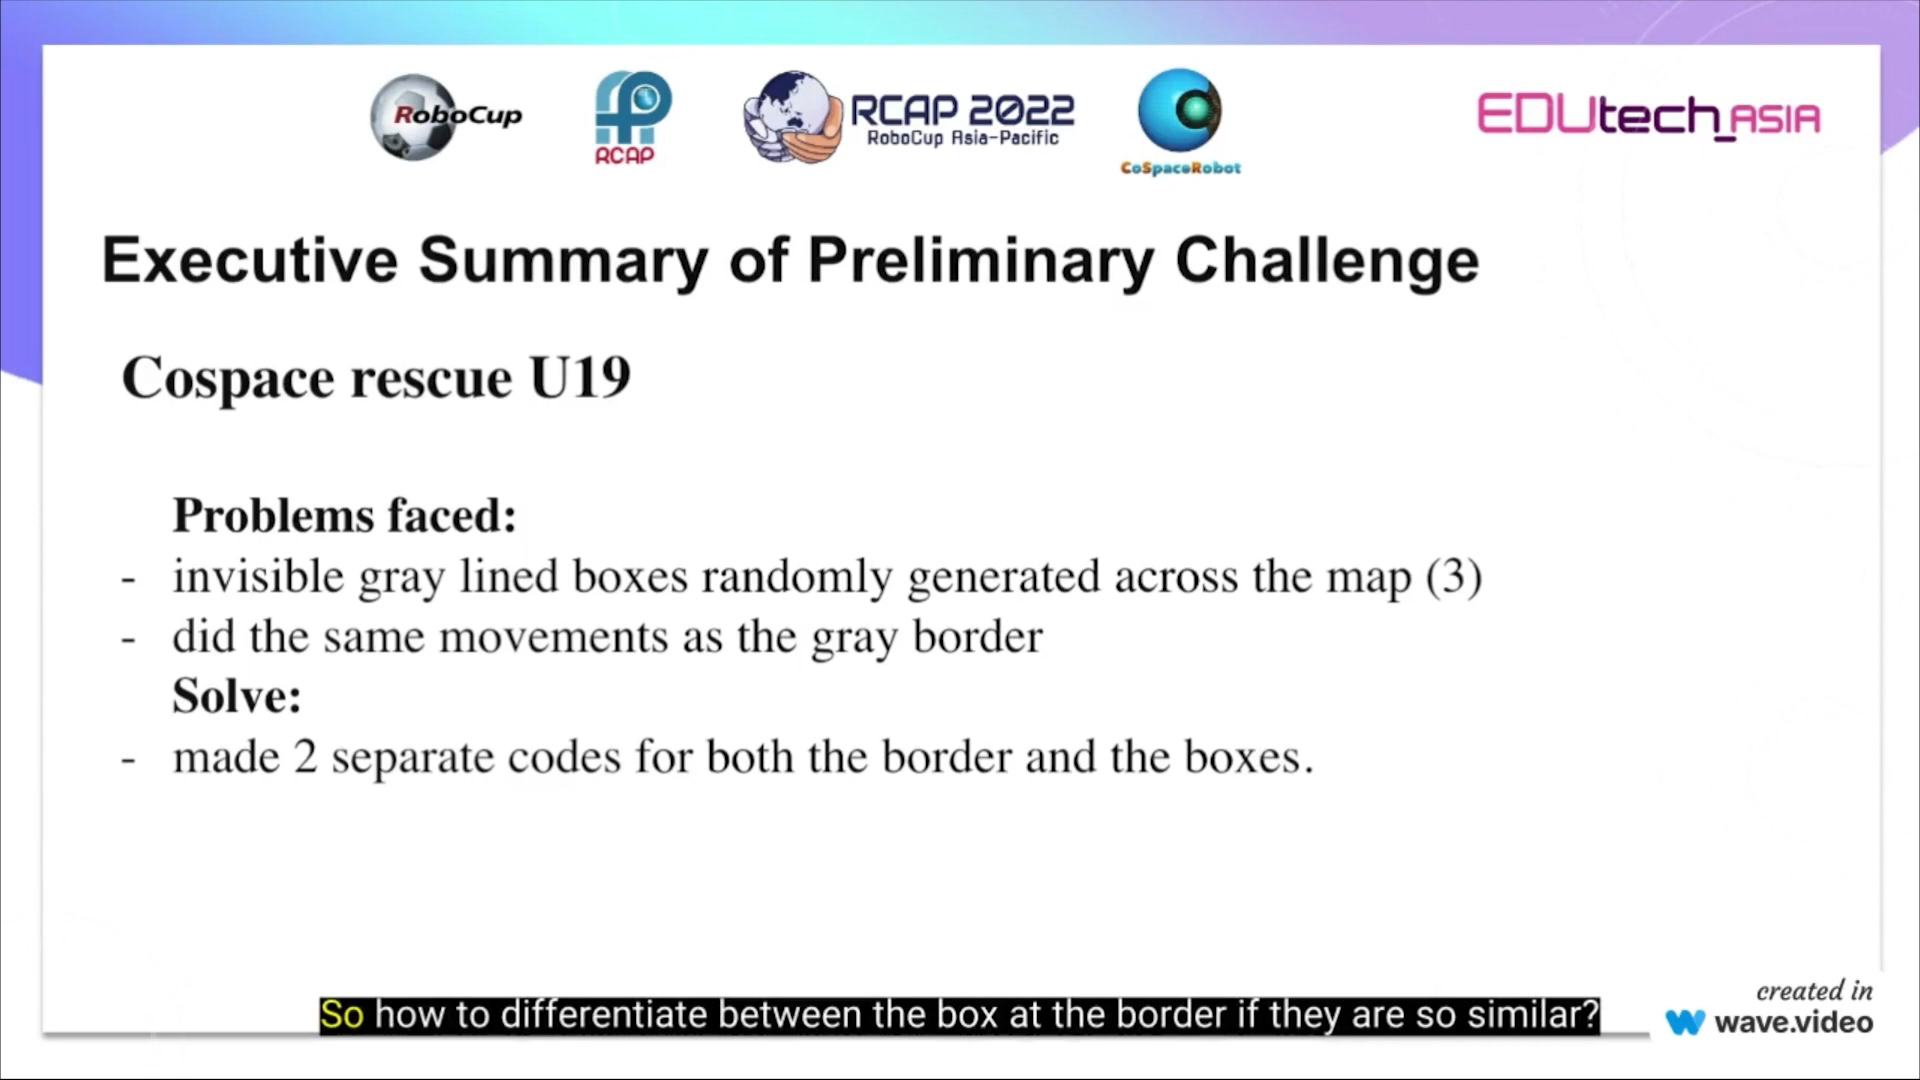 RoboCup
RCAP
RCAP 2022
RoboCup Asia-Pacific
CoSpaceRobot
EDUtech_ASIA
Executive Summary of Preliminary Challenge
Cospace rescue U19
Problems faced:
- invisible gray lined boxes randomly generated across the map (3)
- did the same movements as the gray border
Solve:
- made 2 separate codes for both the border and the boxes.
So how to differentiate between the box at the border if they are so similar?
created in
wave.video